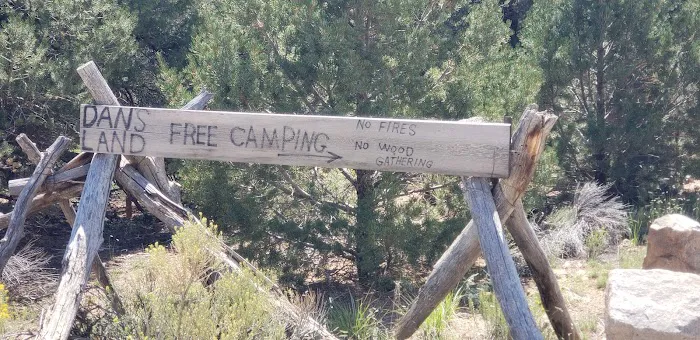 DANS
LAND
FREE CAMPING
NO FIRES
NO WOOD
GATHERING